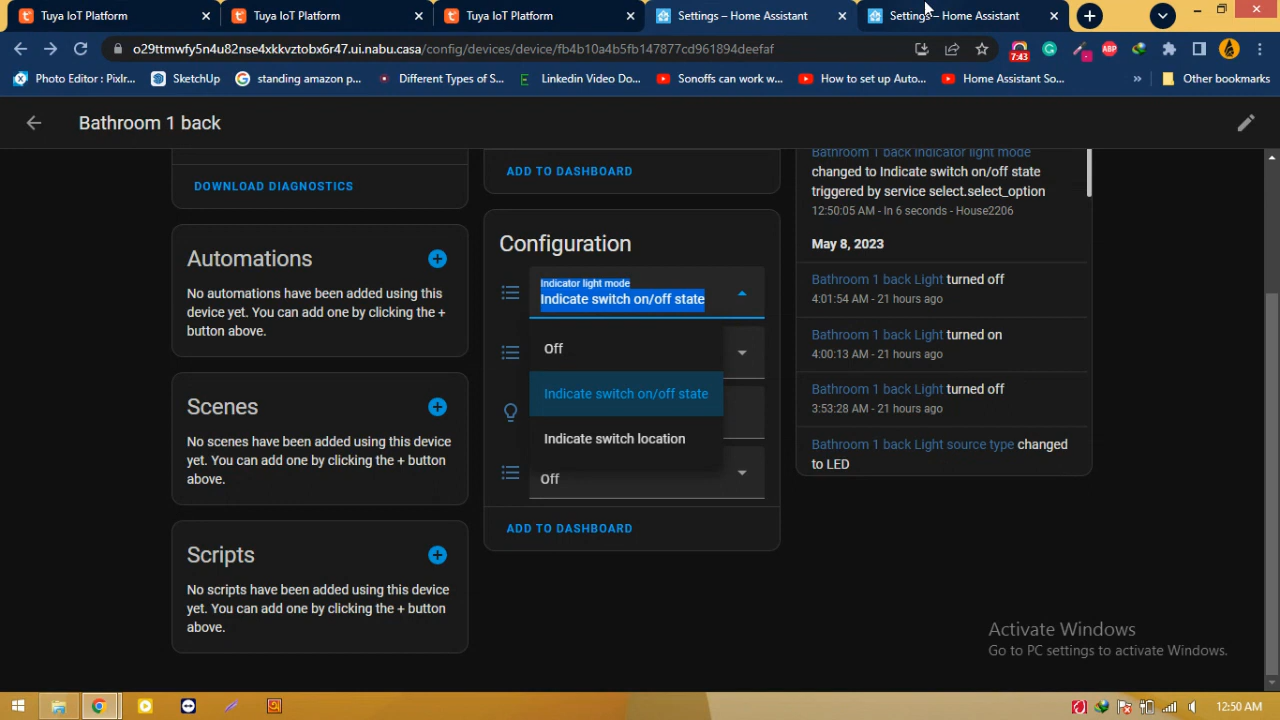 Tuya IoT Platform
Tuya IoT Platform
Tuya IoT Platform
Settings – Home Assistant
Settings – Home Assistant
o29ttmwfy5n4u82nse4xkkvztobx6r47.ui.nabu.casa/config/devices/device/fb4b10a4b5fb147877cd961894deefaf
7:43
ABP
Photo Editor : Pixlr...
SketchUp
standing amazon p...
Different Types of S...
Linkedin Video Do...
Sonoffs can work w...
How to set up Auto...
Home Assistant So...
»
Other bookmarks
Bathroom 1 back
DOWNLOAD DIAGNOSTICS
Automations
No automations have been added using this
device yet. You can add one by clicking the +
button above.
Scenes
No scenes have been added using this device
yet. You can add one by clicking the + button
above.
Scripts
No scripts have been added using this device
yet. You can add one by clicking the + button
above.
ADD TO DASHBOARD
Configuration
Indicator light mode
Indicate switch on/off state
Off
Indicate switch on/off state
Indicate switch location
Off
ADD TO DASHBOARD
Bathroom 1 back indicator light mode
changed to Indicate switch on/off state
triggered by service select.select_option
12:50:05 AM - In 6 seconds - House2206
May 8, 2023
Bathroom 1 back Light turned off
4:01:54 AM - 21 hours ago
Bathroom 1 back Light turned on
4:00:13 AM - 21 hours ago
Bathroom 1 back Light turned off
3:53:28 AM - 21 hours ago
Bathroom 1 back Light source type changed
to LED
Activate Windows
Go to PC settings to activate Windows.
12:50 AM